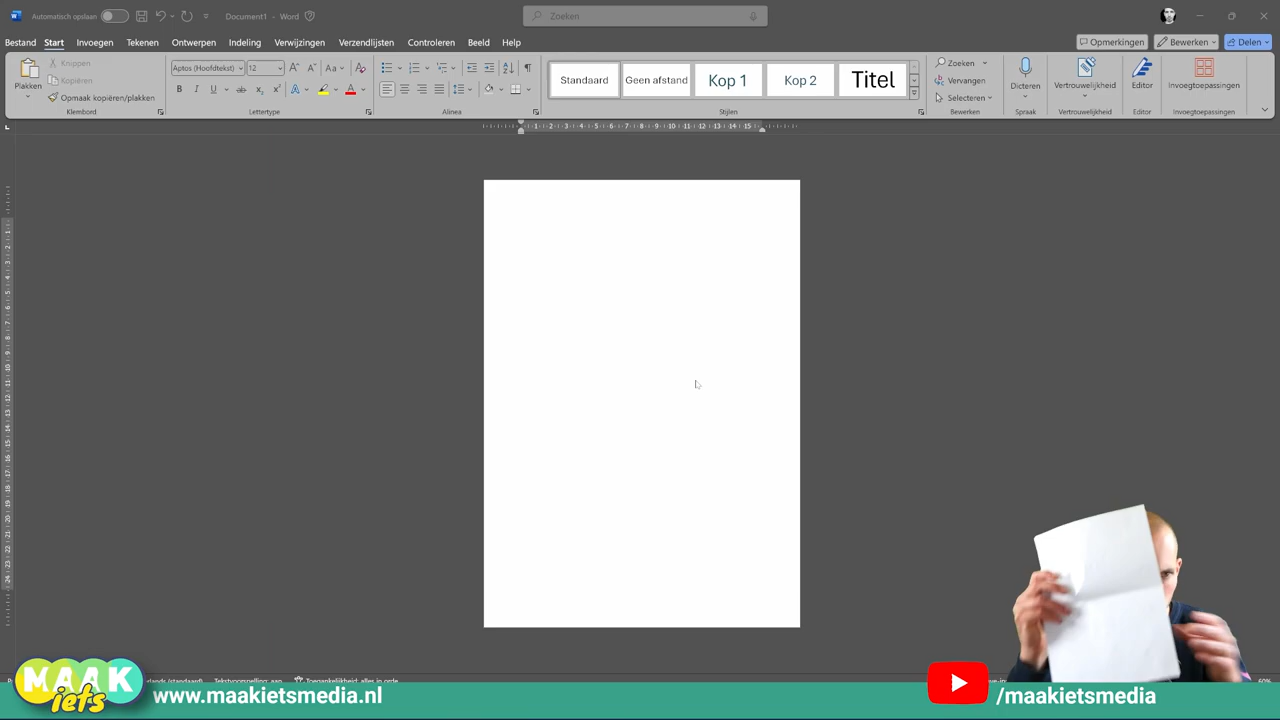 Automatisch opslaan Document1 - Word Zoeken
Bestand Start Invoegen Tekenen Ontwerpen Indeling Verwijzingen Verzendlijsten Controleren Beeld Help Opmerkingen Bewerken Delen
Plakken
Knippen
Kopiëren
Opmaak kopiëren/plakken
Klembord
Aptos (Hoofdtekst) 12
Lettertype
Alinea
Standaard Geen afstand Kop 1 Kop 2 Titel
Stijlen
Zoeken
Vervangen
Selecteren
Bewerken
Dicteren
Spraak
Vertrouwelijkheid
Vertrouwelijkheid
Editor
Editor
Invoegtoepassingen
Invoegtoepassingen
MAAK
iets
www.maakietsmedia.nl
/maakietsmedia